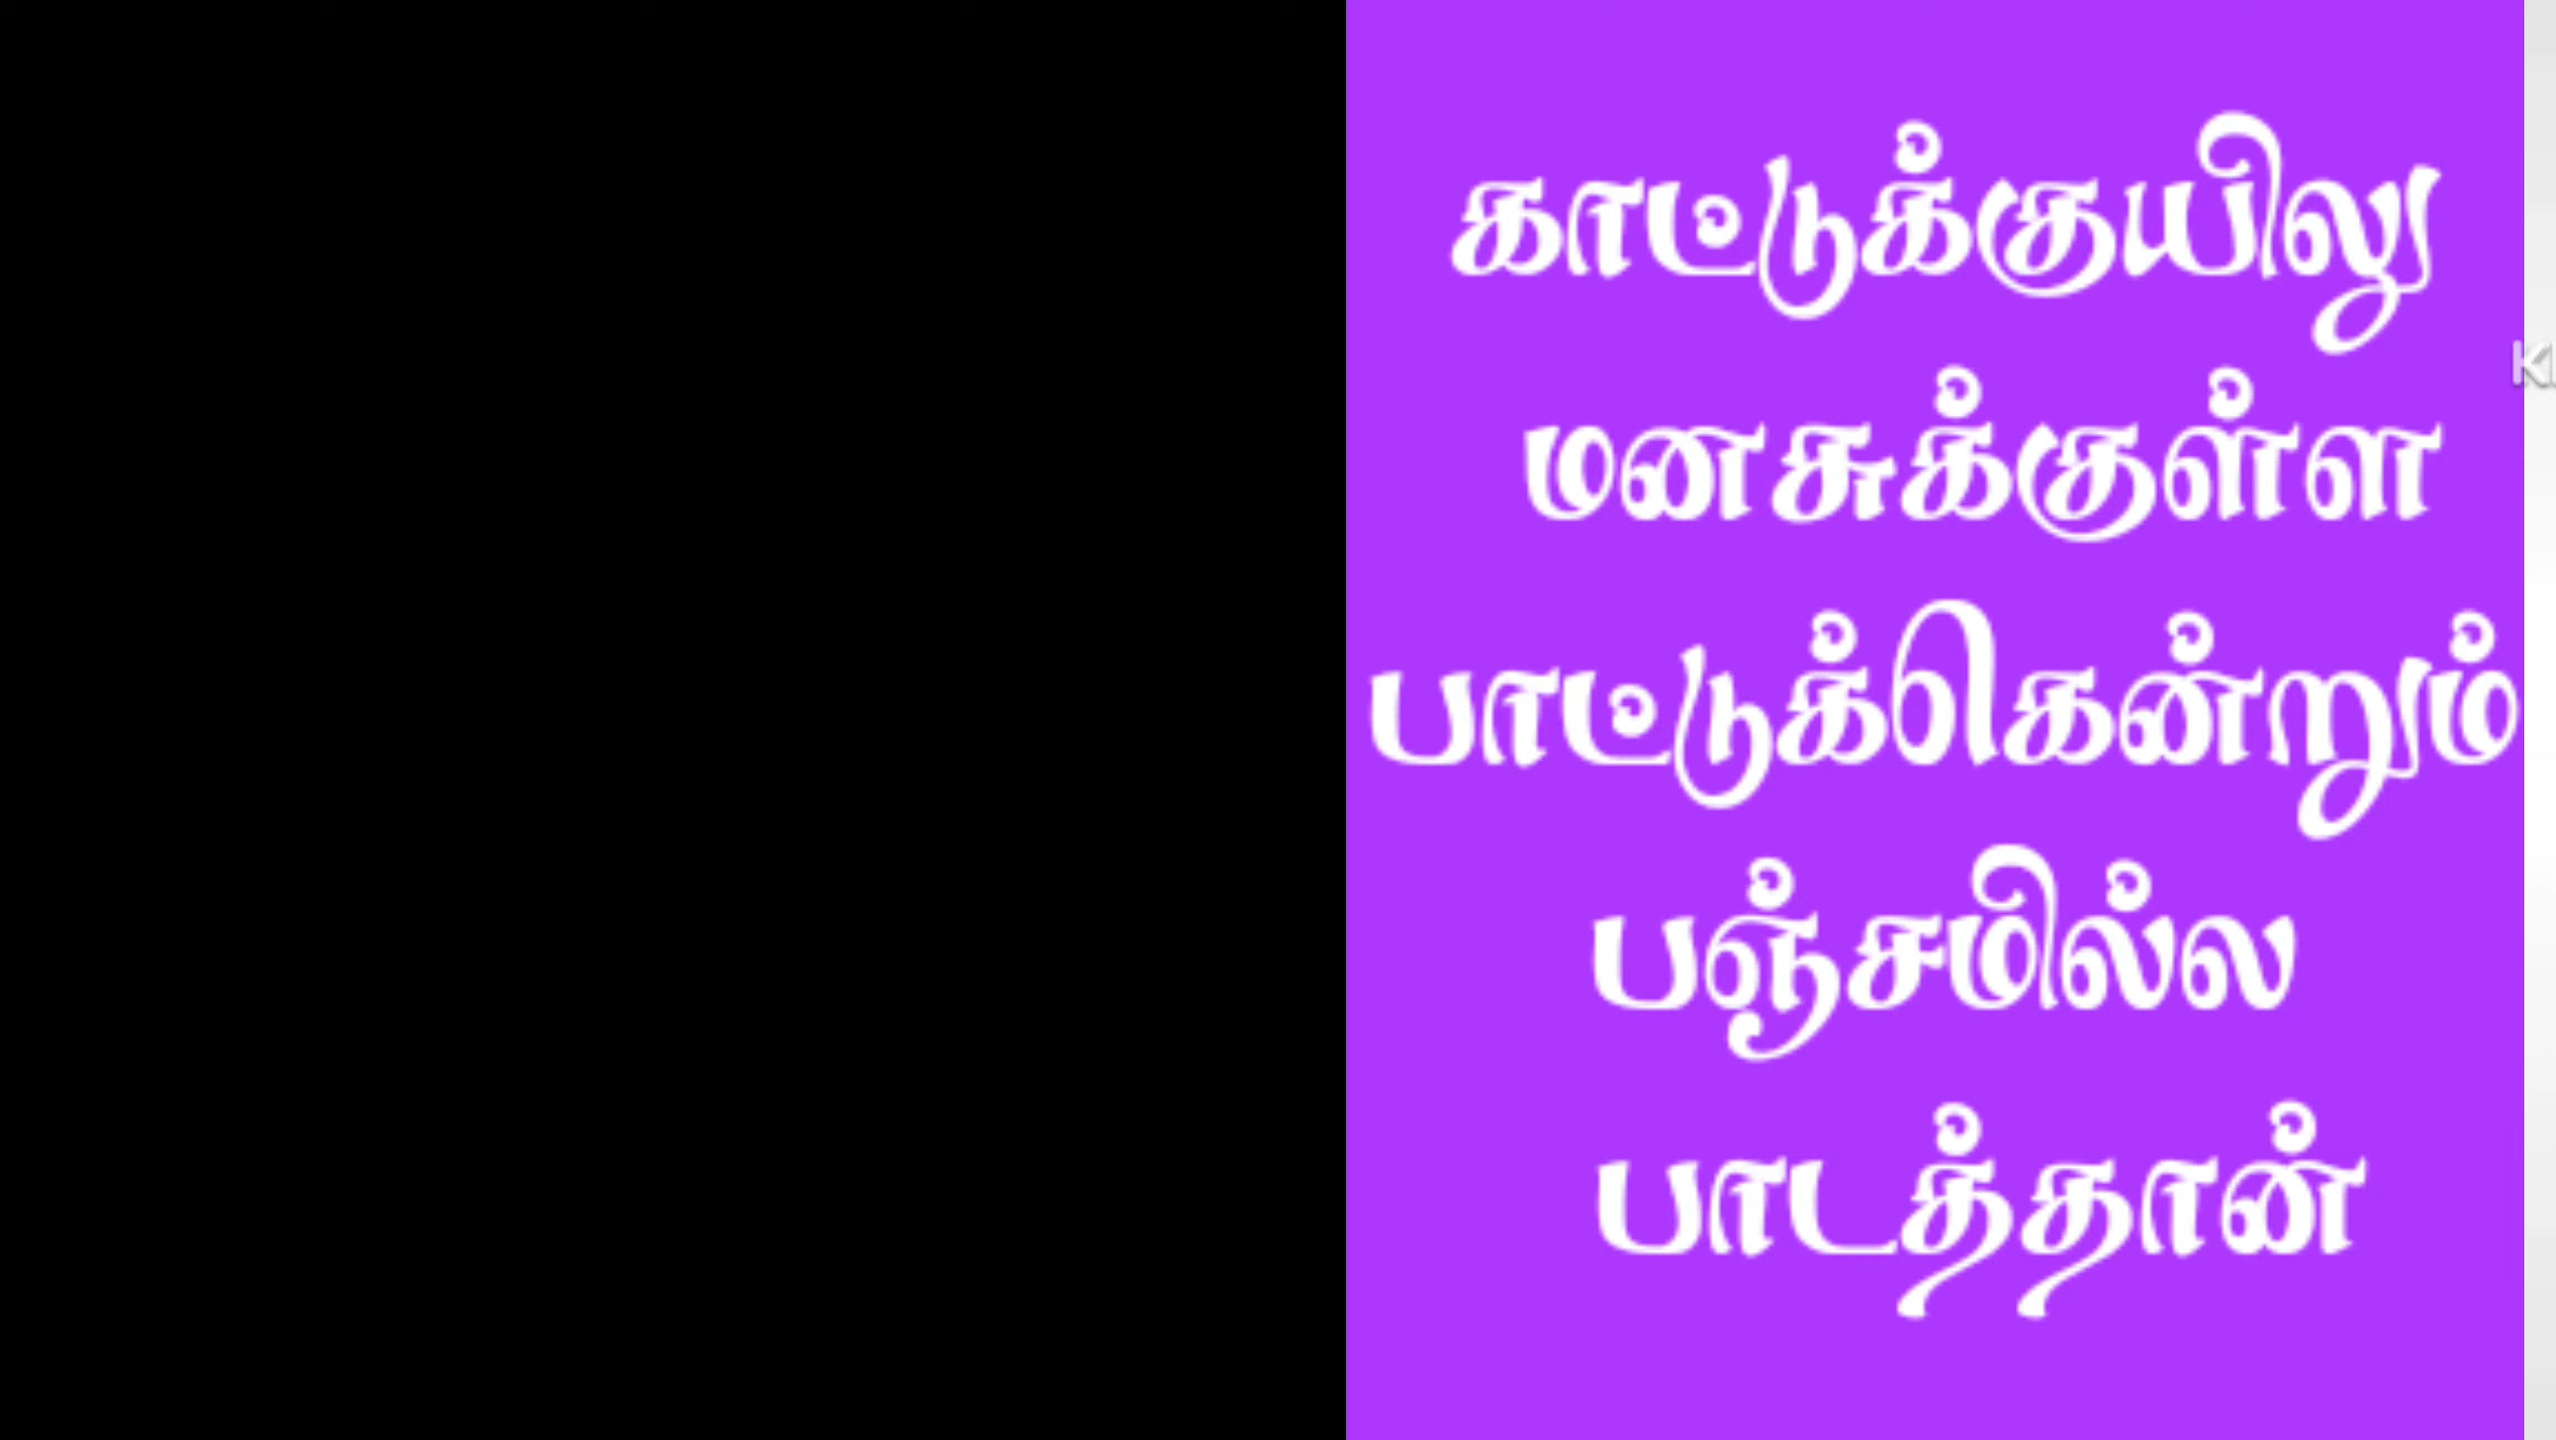 காட்டுக்குயிலு
மனசுக்குள்ள
பாட்டுக்கென்றும்
பஞ்சமில்ல
பாடத்தான்